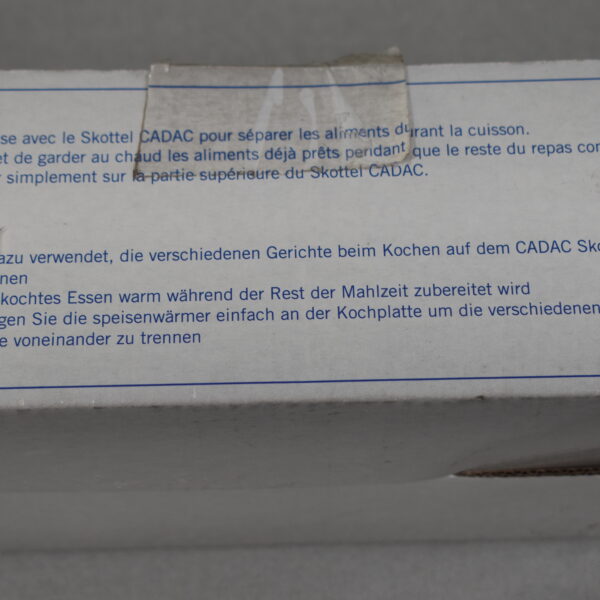 se avec le Skottel CADAC pour séparer les aliments durant la cuisson.
et de garder au chaud les aliments déjà prêts pendant que le reste du repas con
simplement sur la partie supérieure du Skottel CADAC.
azu verwendet, die verschiedenen Gerichte beim Kochen auf dem CADAC Sko
nen
kochtes Essen warm während der Rest der Mahlzeit zubereitet wird
gen Sie die speisenwärmer einfach an der Kochplatte um die verschiedenen
e voneinander zu trennen